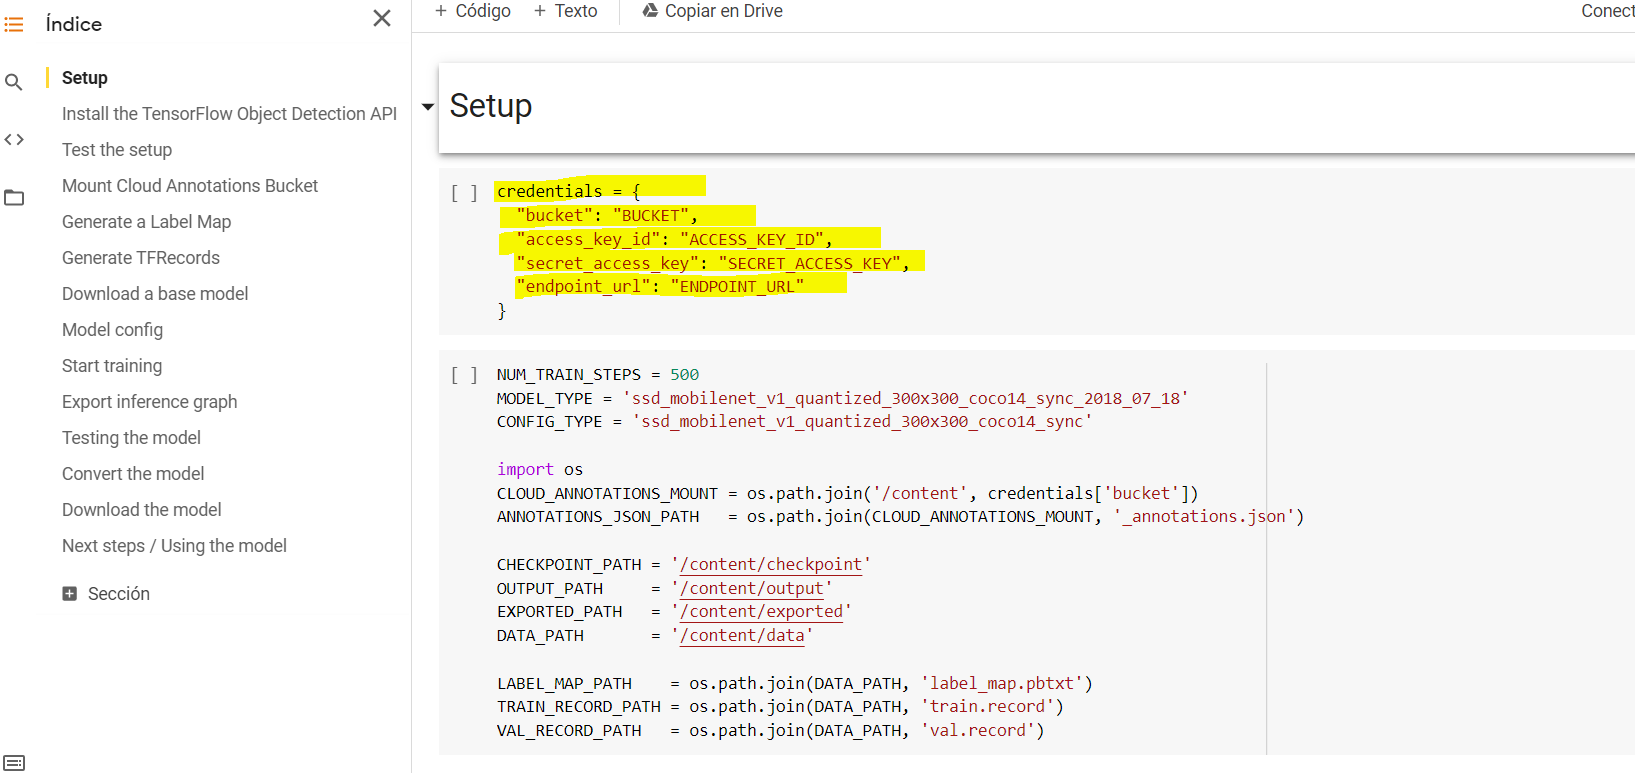 Índice
Setup
Install the TensorFlow Object Detection API
Test the setup
Mount Cloud Annotations Bucket
Generate a Label Map
Generate TFRecords
Download a base model
Model config
Start training
Export inference graph
Testing the model
Convert the model
Download the model
Next steps / Using the model
Sección
+ Código + Texto Copiar en Drive Conect
Setup
[ ] credentials = {
"bucket": "BUCKET",
"access_key_id": "ACCESS_KEY_ID",
"secret_access_key": "SECRET_ACCESS_KEY",
"endpoint_url": "ENDPOINT_URL"
}
[ ] NUM_TRAIN_STEPS = 500
MODEL_TYPE = 'ssd_mobilenet_v1_quantized_300x300_coco14_sync_2018_07_18'
CONFIG_TYPE = 'ssd_mobilenet_v1_quantized_300x300_coco14_sync'
import os
CLOUD_ANNOTATIONS_MOUNT = os.path.join('/content', credentials['bucket'])
ANNOTATIONS_JSON_PATH = os.path.join(CLOUD_ANNOTATIONS_MOUNT, '_annotations.json')
CHECKPOINT_PATH = '/content/checkpoint'
OUTPUT_PATH = '/content/output'
EXPORTED_PATH = '/content/exported'
DATA_PATH = '/content/data'
LABEL_MAP_PATH = os.path.join(DATA_PATH, 'label_map.pbtxt')
TRAIN_RECORD_PATH = os.path.join(DATA_PATH, 'train.record')
VAL_RECORD_PATH = os.path.join(DATA_PATH, 'val.record')